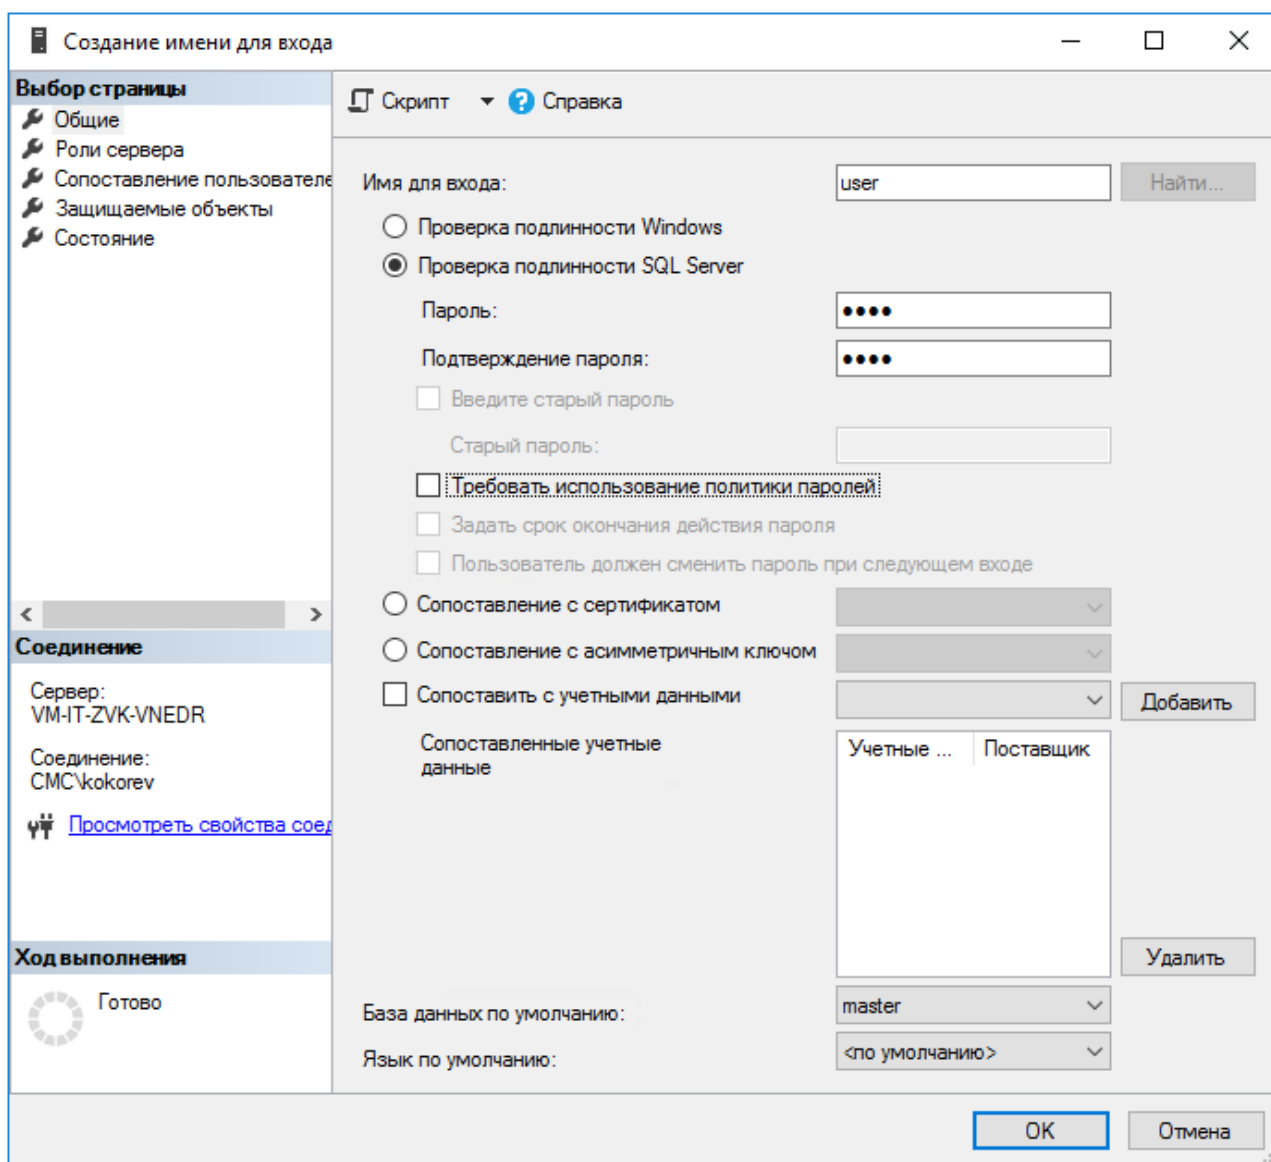 Создание имени для входа
Выбор страницы
Общие
Роли сервера
Сопоставление пользователе
Защищаемые объекты
Состояние
Скрипт
Справка
Имя для входа:
user
Найти...
Проверка подлинности Windows
Проверка подлинности SQL Server
Пароль:
••••
Подтверждение пароля:
••••
Введите старый пароль
Старый пароль:
Требовать использование политики паролей
Задать срок окончания действия пароля
Пользователь должен сменить пароль при следующем входе
Сопоставление с сертификатом
Сопоставление с асимметричным ключом
Сопоставить с учетными данными
Добавить
Сопоставленные учетные
данные
Учетные ...
Поставщик
Удалить
База данных по умолчанию:
master
Язык по умолчанию:
<по умолчанию>
Соединение
Сервер:
VM-IT-ZVK-VNEDR
Соединение:
CMC\kokorev
Просмотреть свойства соед
Ход выполнения
Готово
OK
Отмена